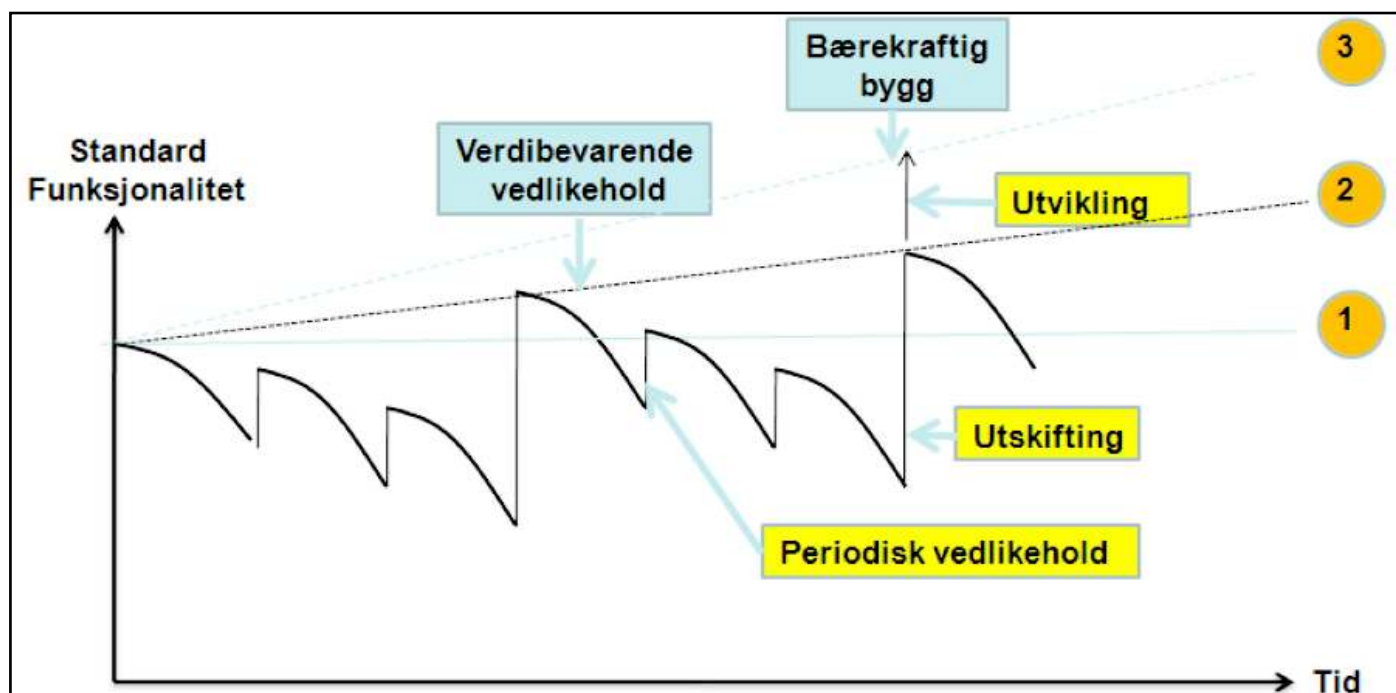 3
Bærekraftig
bygg
Standard
Funksjonalitet
Verdibevarende
vedlikehold
Utvikling
2
1
Utskifting
Periodisk vedlikehold
Tid